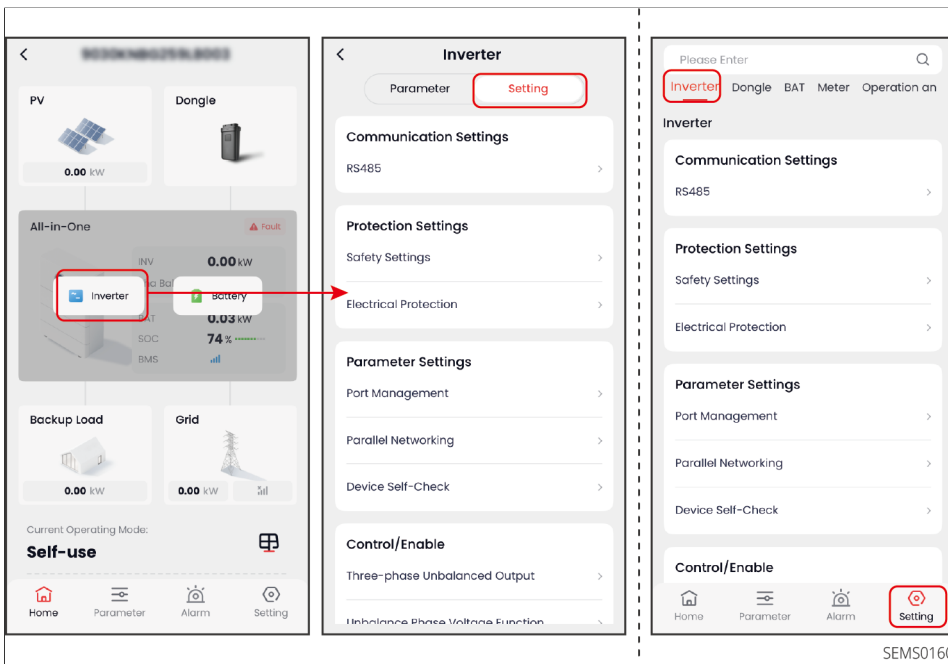 PV
Dongle
0.00 kW
All-in-One
Fault
INV 0.00 kW
Inverter
Battery
BAT 0.03 kW
SOC 74%
BMS
Backup Load
Grid
0.00 kW
0.00 kW
Current Operating Mode:
Self-use
Home Parameter Alarm Setting
Inverter
Parameter Setting
Communication Settings
RS485
Protection Settings
Safety Settings
Electrical Protection
Parameter Settings
Port Management
Parallel Networking
Device Self-Check
Control/Enable
Three-phase Unbalanced Output
Unbalance Phase Voltage Function
Please Enter
Inverter Dongle BAT Meter Operation an
Inverter
Communication Settings
RS485
Protection Settings
Safety Settings
Electrical Protection
Parameter Settings
Port Management
Parallel Networking
Device Self-Check
Control/Enable
Home Parameter Alarm Setting